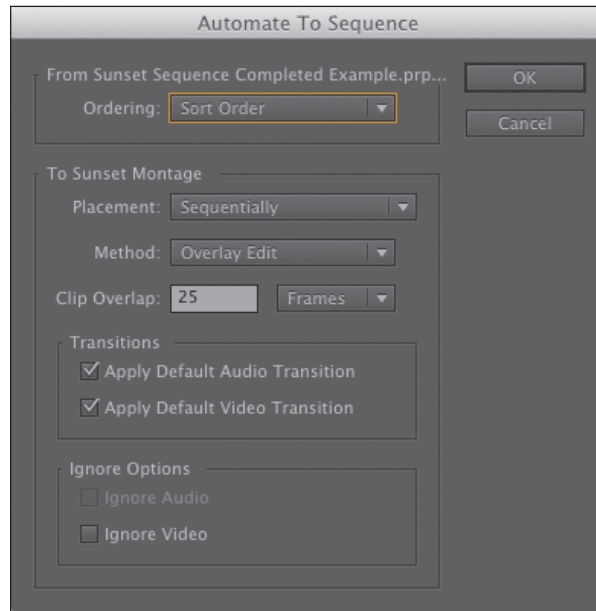 Automate To Sequence
From Sunset Sequence Completed Example.prp...
Ordering: Sort Order
OK
Cancel
To Sunset Montage
Placement: Sequentially
Method: Overlay Edit
Clip Overlap: 25 Frames
Transitions
Apply Default Audio Transition
Apply Default Video Transition
Ignore Options
Ignore Audio
Ignore Video